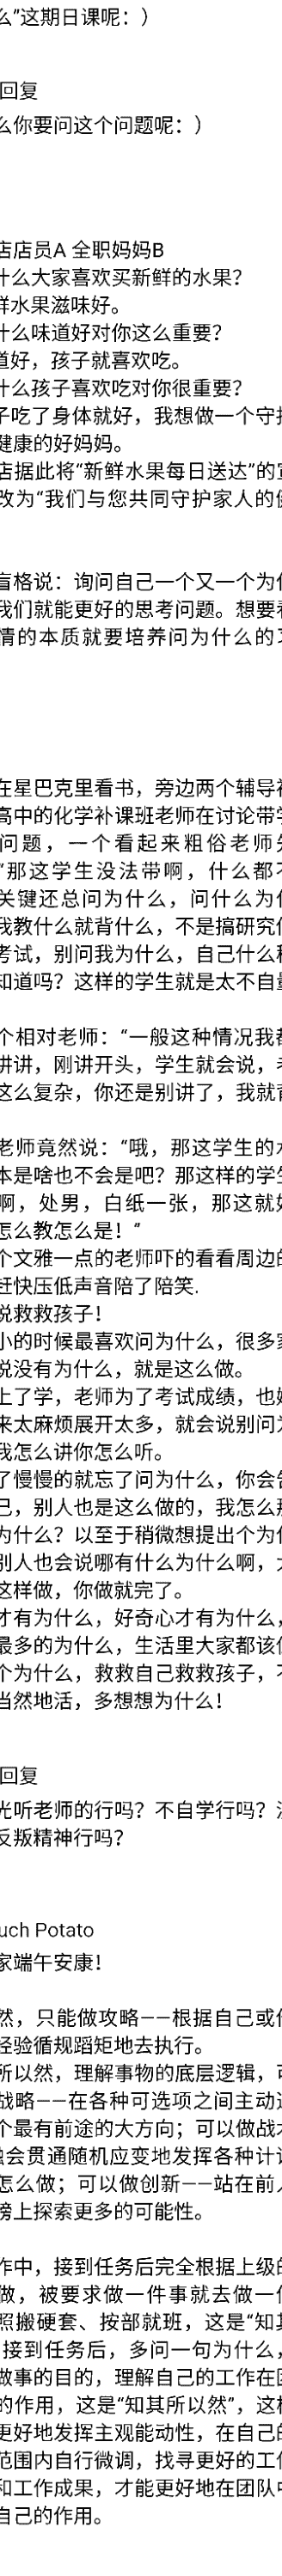 么”这期日课呢：）
回复
么你要问这个问题呢：）
店店员A 全职妈妈B
什么大家喜欢买新鲜的水果？
鲜水果滋味好。
什么味道好对你这么重要？
道好，孩子就喜欢吃。
什么孩子喜欢吃对你很重要？
子吃了身体就好，我想做一个守
健康的好妈妈。
店据此将“新鲜水果每日送达”的
改为“我们与您共同守护家人的
盲格说：询问自己一个又一个为
我们就能更好的思考问题。想要
情的本质就要培养问为什么的
在星巴克里看书，旁边两个辅导
高中的化学补课班老师在讨论带
问题，一个看起来粗俗老师
“那这学生没法带啊，什么都
关键还总问为什么，问什么为
我教什么就背什么，不是搞研究
考试，别问我为什么，自己什么
知道吗？这样的学生就是太不自
个相对老师：“一般这种情况我
讲讲，刚讲开头，学生就会说，
这么复杂，你还是别讲了，我就
老师竟然说：“哦，那这学生的
本是啥也不会是吧？那这样的学
啊，处男，白纸一张，那这就
怎么教怎么是！”
个文雅一点的老师吓的看看周边
赶快压低声音陪了陪笑.
说救救孩子！
小的时候最喜欢问为什么，很多
说没有为什么，就是这么做。
上了学，老师为了考试成绩，也
来太麻烦展开太多，就会说别问
我怎么讲你怎么听。
了慢慢的就忘了问为什么，你会
己，别人也是这么做的，我怎么
为什么？以至于稍微想提出个为
别人也会说哪有什么为什么啊，
这样做，你做就完了。
才有为什么，好奇心才有为什么，
最多的为什么，生活里大家都该
个为什么，救救自己救救孩子，
当然地活，多想想为什么！
回复
光听老师的行吗？不自学行吗？
反叛精神行吗？
uch Potato
家端午安康！
然，只能做攻略——根据自己或
经验循规蹈矩地去执行。
所以然，理解事物的底层逻辑，
战略——在各种可选项之间主动
个最有前途的大方向；可以做战
融会贯通随机应变地发挥各种计
怎么做；可以做创新——站在前
膀上探索更多的可能性。
作中，接到任务后完全根据上级
做，被要求做一件事就去做一
照搬硬套、按部就班，这是“知
接到任务后，多问一句为什么，
做事的目的，理解自己的工作在
的作用，这是“知其所以然”，这
更好地发挥主观能动性，在自己
范围内自行微调，找寻更好的工
和工作成果，才能更好地在团队
自己的作用。